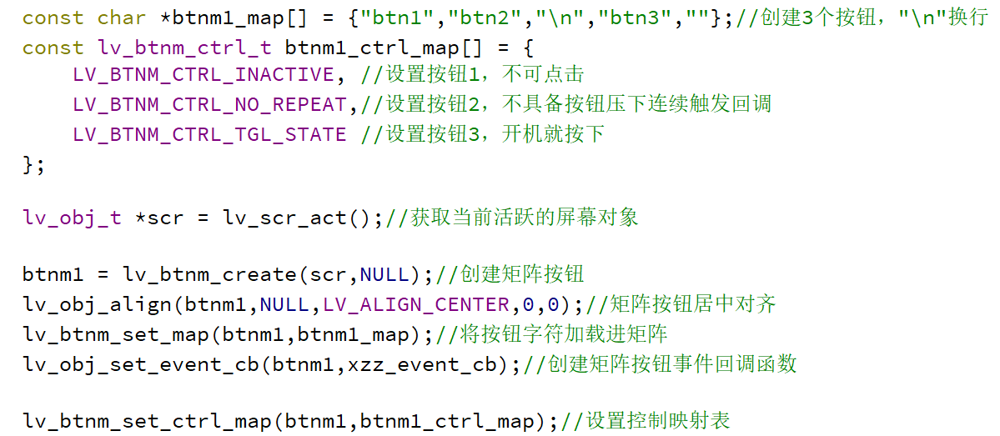 const char *btnm1_map[] = {"btn1","btn2","\n","btn3",""};//创建3个按钮，"\n"换行
const lv_btnm_ctrl_t btnm1_ctrl_map[] = {
    LV_BTNM_CTRL_INACTIVE, //设置按钮1，不可点击
    LV_BTNM_CTRL_NO_REPEAT,//设置按钮2，不具备按钮压下连续触发回调
    LV_BTNM_CTRL_TGL_STATE //设置按钮3，开机就按下
};
lv_obj_t *scr = lv_scr_act();//获取当前活跃的屏幕对象
btnm1 = lv_btnm_create(scr,NULL);//创建矩阵按钮
lv_obj_align(btnm1,NULL,LV_ALIGN_CENTER,0,0);//矩阵按钮居中对齐
lv_btnm_set_map(btnm1,btnm1_map);//将按钮字符加载进矩阵
lv_obj_set_event_cb(btnm1,xzz_event_cb);//创建矩阵按钮事件回调函数
lv_btnm_set_ctrl_map(btnm1,btnm1_ctrl_map);//设置控制映射表